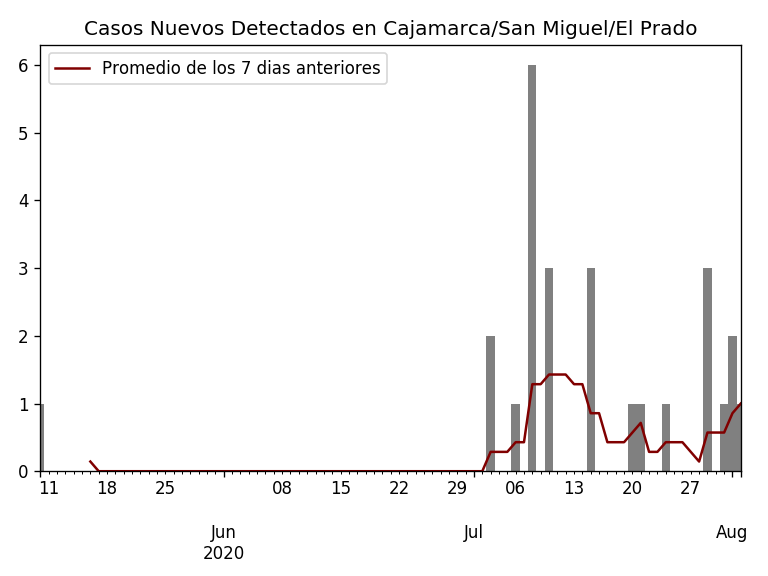 Casos Nuevos Detectados en Cajamarca/San Miguel/El Prado
Promedio de los 7 dias anteriores
6
5
4
3
2
1
0
11 18 25 08 15 22 29 06 13 20 27
Jun Jul Aug
2020